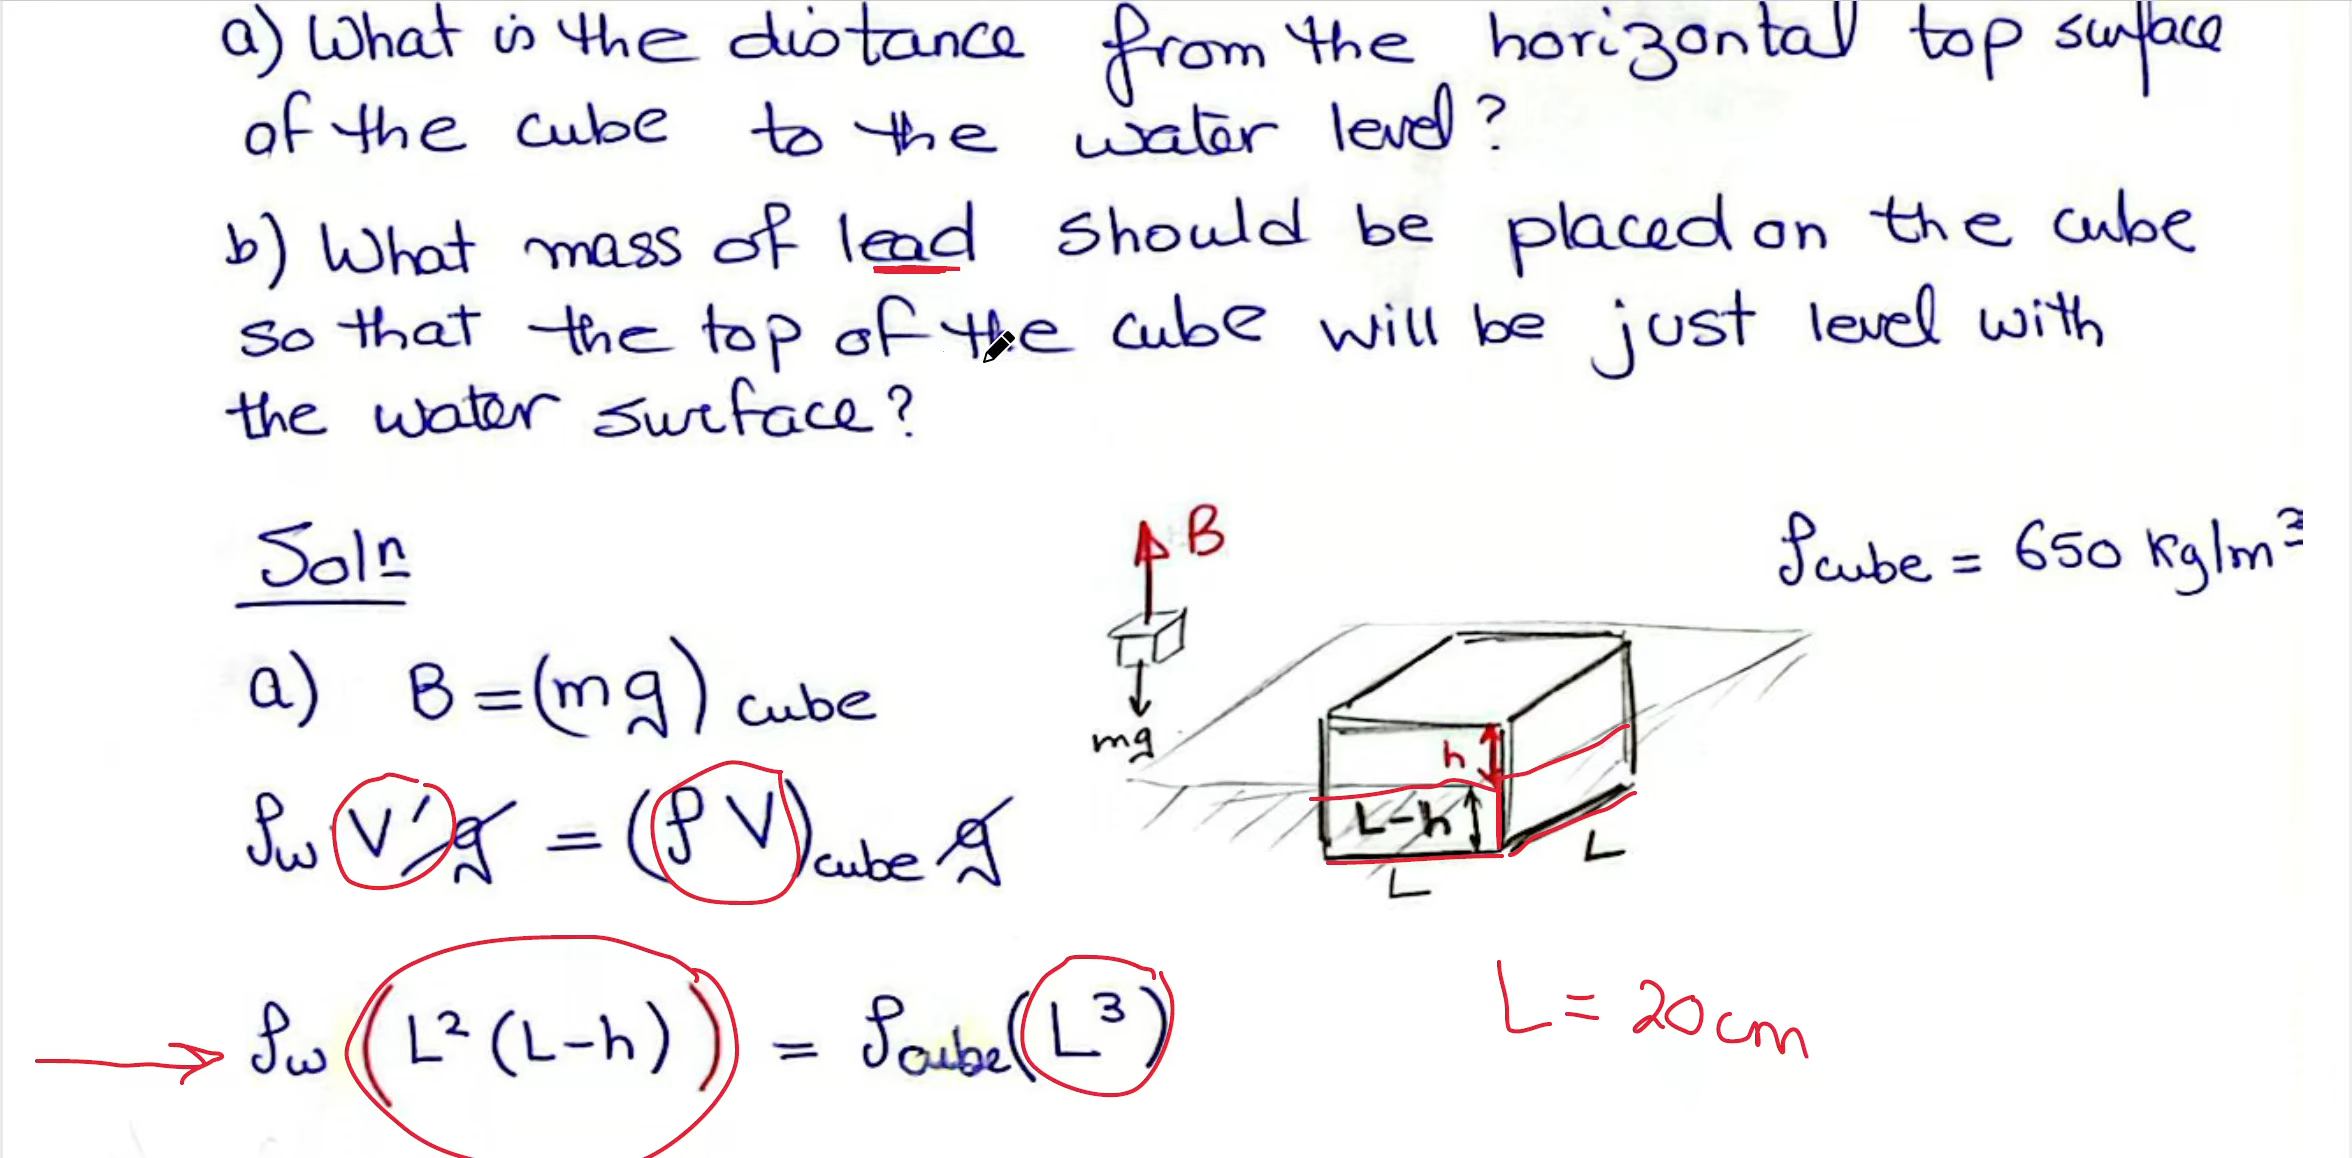 a) What is the distance from the horizontal top surface
of the cube to the water level?
b) What mass of lead should be placed on the cube
so that the top of the cube will be just level with
the water surface?
Soln
B
ρcube = 650 kg/m³
a) B = (mg) cube
mg
h
ρw V'g = (ρV)cube g
L-h
L
L
ρw (L²(L-h)) = ρcube (L³)
L = 20cm